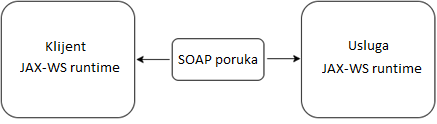 Klijent
JAX-WS runtime
SOAP poruka
Usluga
JAX-WS runtime